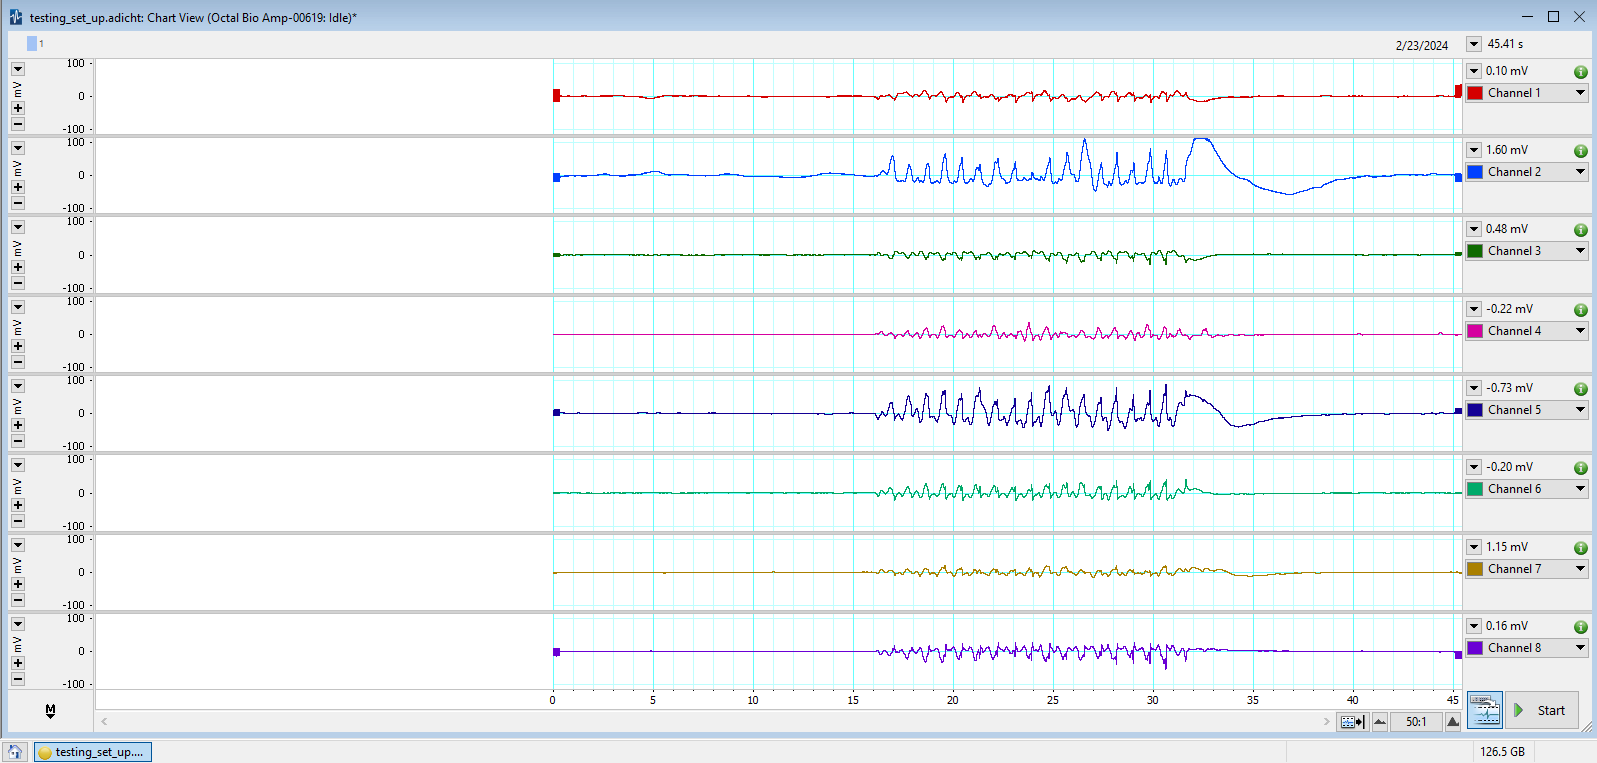 testing_set_up.adicht: Chart View (Octal Bio Amp-00619: Idle)*
1
2/23/2024
45.41 s
100
mV
0
-100
0.10 mV
Channel 1
100
mV
0
-100
1.60 mV
Channel 2
100
mV
0
-100
0.48 mV
Channel 3
100
mV
0
-100
-0.22 mV
Channel 4
100
mV
0
-100
-0.73 mV
Channel 5
100
mV
0
-100
-0.20 mV
Channel 6
100
mV
0
-100
1.15 mV
Channel 7
100
mV
0
-100
0.16 mV
Channel 8
0 5 10 15 20 25 30 35 40 45
M
50:1
Start
testing_set_up....
126.5 GB